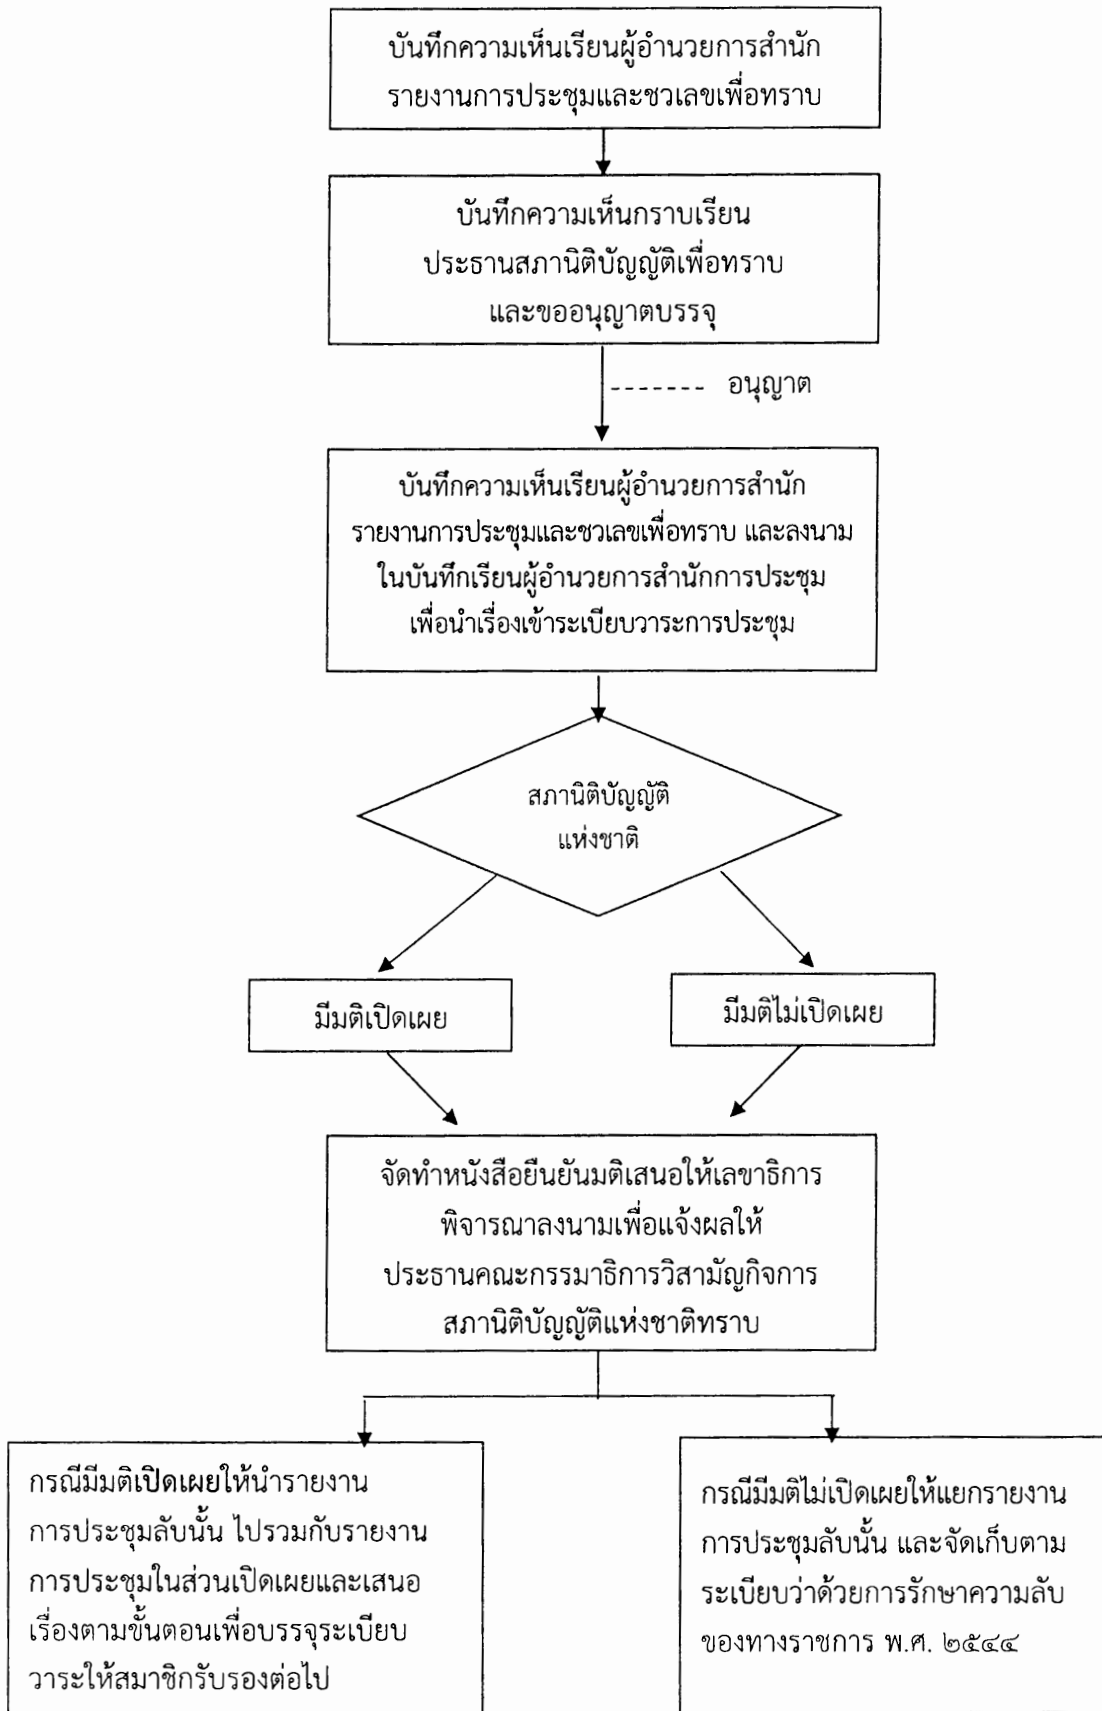 บันทึกความเห็นเรียนผู้อำนวยการสำนัก
รายงานการประชุมและชวเลขเพื่อทราบ
บันทึกความเห็นกราบเรียน
ประธานสภานิติบัญญัติเพื่อทราบ
และขออนุญาตบรรจุ
------- อนุญาต
บันทึกความเห็นเรียนผู้อำนวยการสำนัก
รายงานการประชุมและชวเลขเพื่อทราบ และลงนาม
ในบันทึกเรียนผู้อำนวยการสำนักการประชุม
เพื่อนำเรื่องเข้าระเบียบวาระการประชุม
สภานิติบัญญัติ
แห่งชาติ
มีมติเปิดเผย
มีมติไม่เปิดเผย
จัดทำหนังสือยืนยันมติเสนอให้เลขาธิการ
พิจารณาลงนามเพื่อแจ้งผลให้
ประธานคณะกรรมาธิการวิสามัญกิจการ
สภานิติบัญญัติแห่งชาติทราบ
กรณีมีมติเปิดเผยให้นำรายงาน
การประชุมลับนั้น ไปรวมกับรายงาน
การประชุมในส่วนเปิดเผยและเสนอ
เรื่องตามขั้นตอนเพื่อบรรจุระเบียบ
วาระให้สมาชิกรับรองต่อไป
กรณีมีมติไม่เปิดเผยให้แยกรายงาน
การประชุมลับนั้น และจัดเก็บตาม
ระเบียบว่าด้วยการรักษาความลับ
ของทางราชการ พ.ศ. ๒๕๔๔